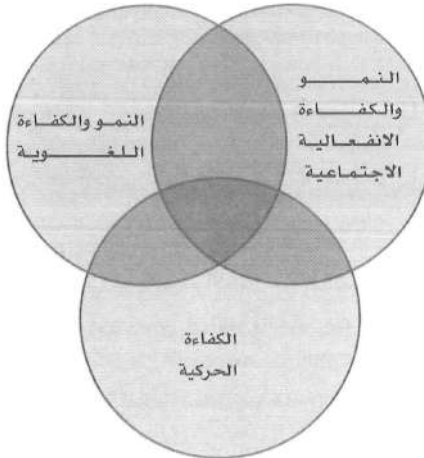 النمو
والكفاءة
الانفعالية
الاجتماعية
النمو والكفاءة
اللغوية
الكفاءة
الحركية